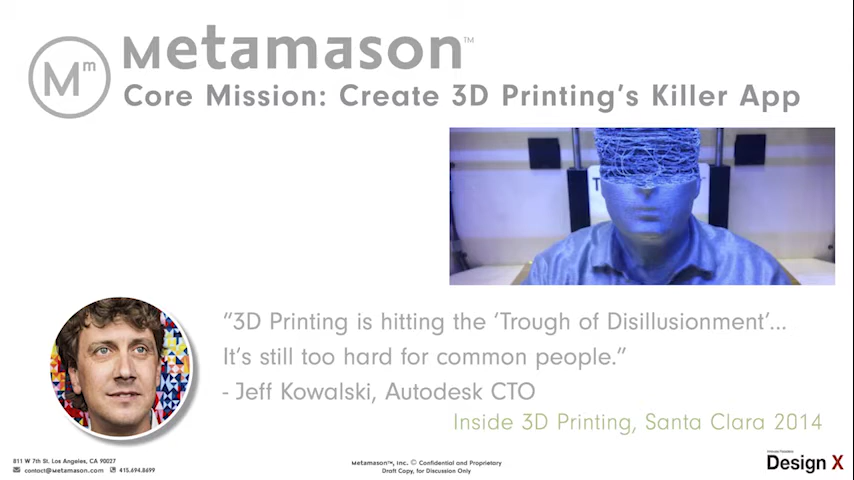 Mm
Metamason™
Core Mission: Create 3D Printing's Killer App
T
"3D Printing is hitting the 'Trough of Disillusionment'...
It's still too hard for common people."
- Jeff Kowalski, Autodesk CTO
Inside 3D Printing, Santa Clara 2014
811 W 7th St. Los Angeles, CA 90027
contact@Metamason.com 415.694.8699
Metamason™, Inc. © Confidential and Proprietary
Draft Copy, for Discussion Only
Design X